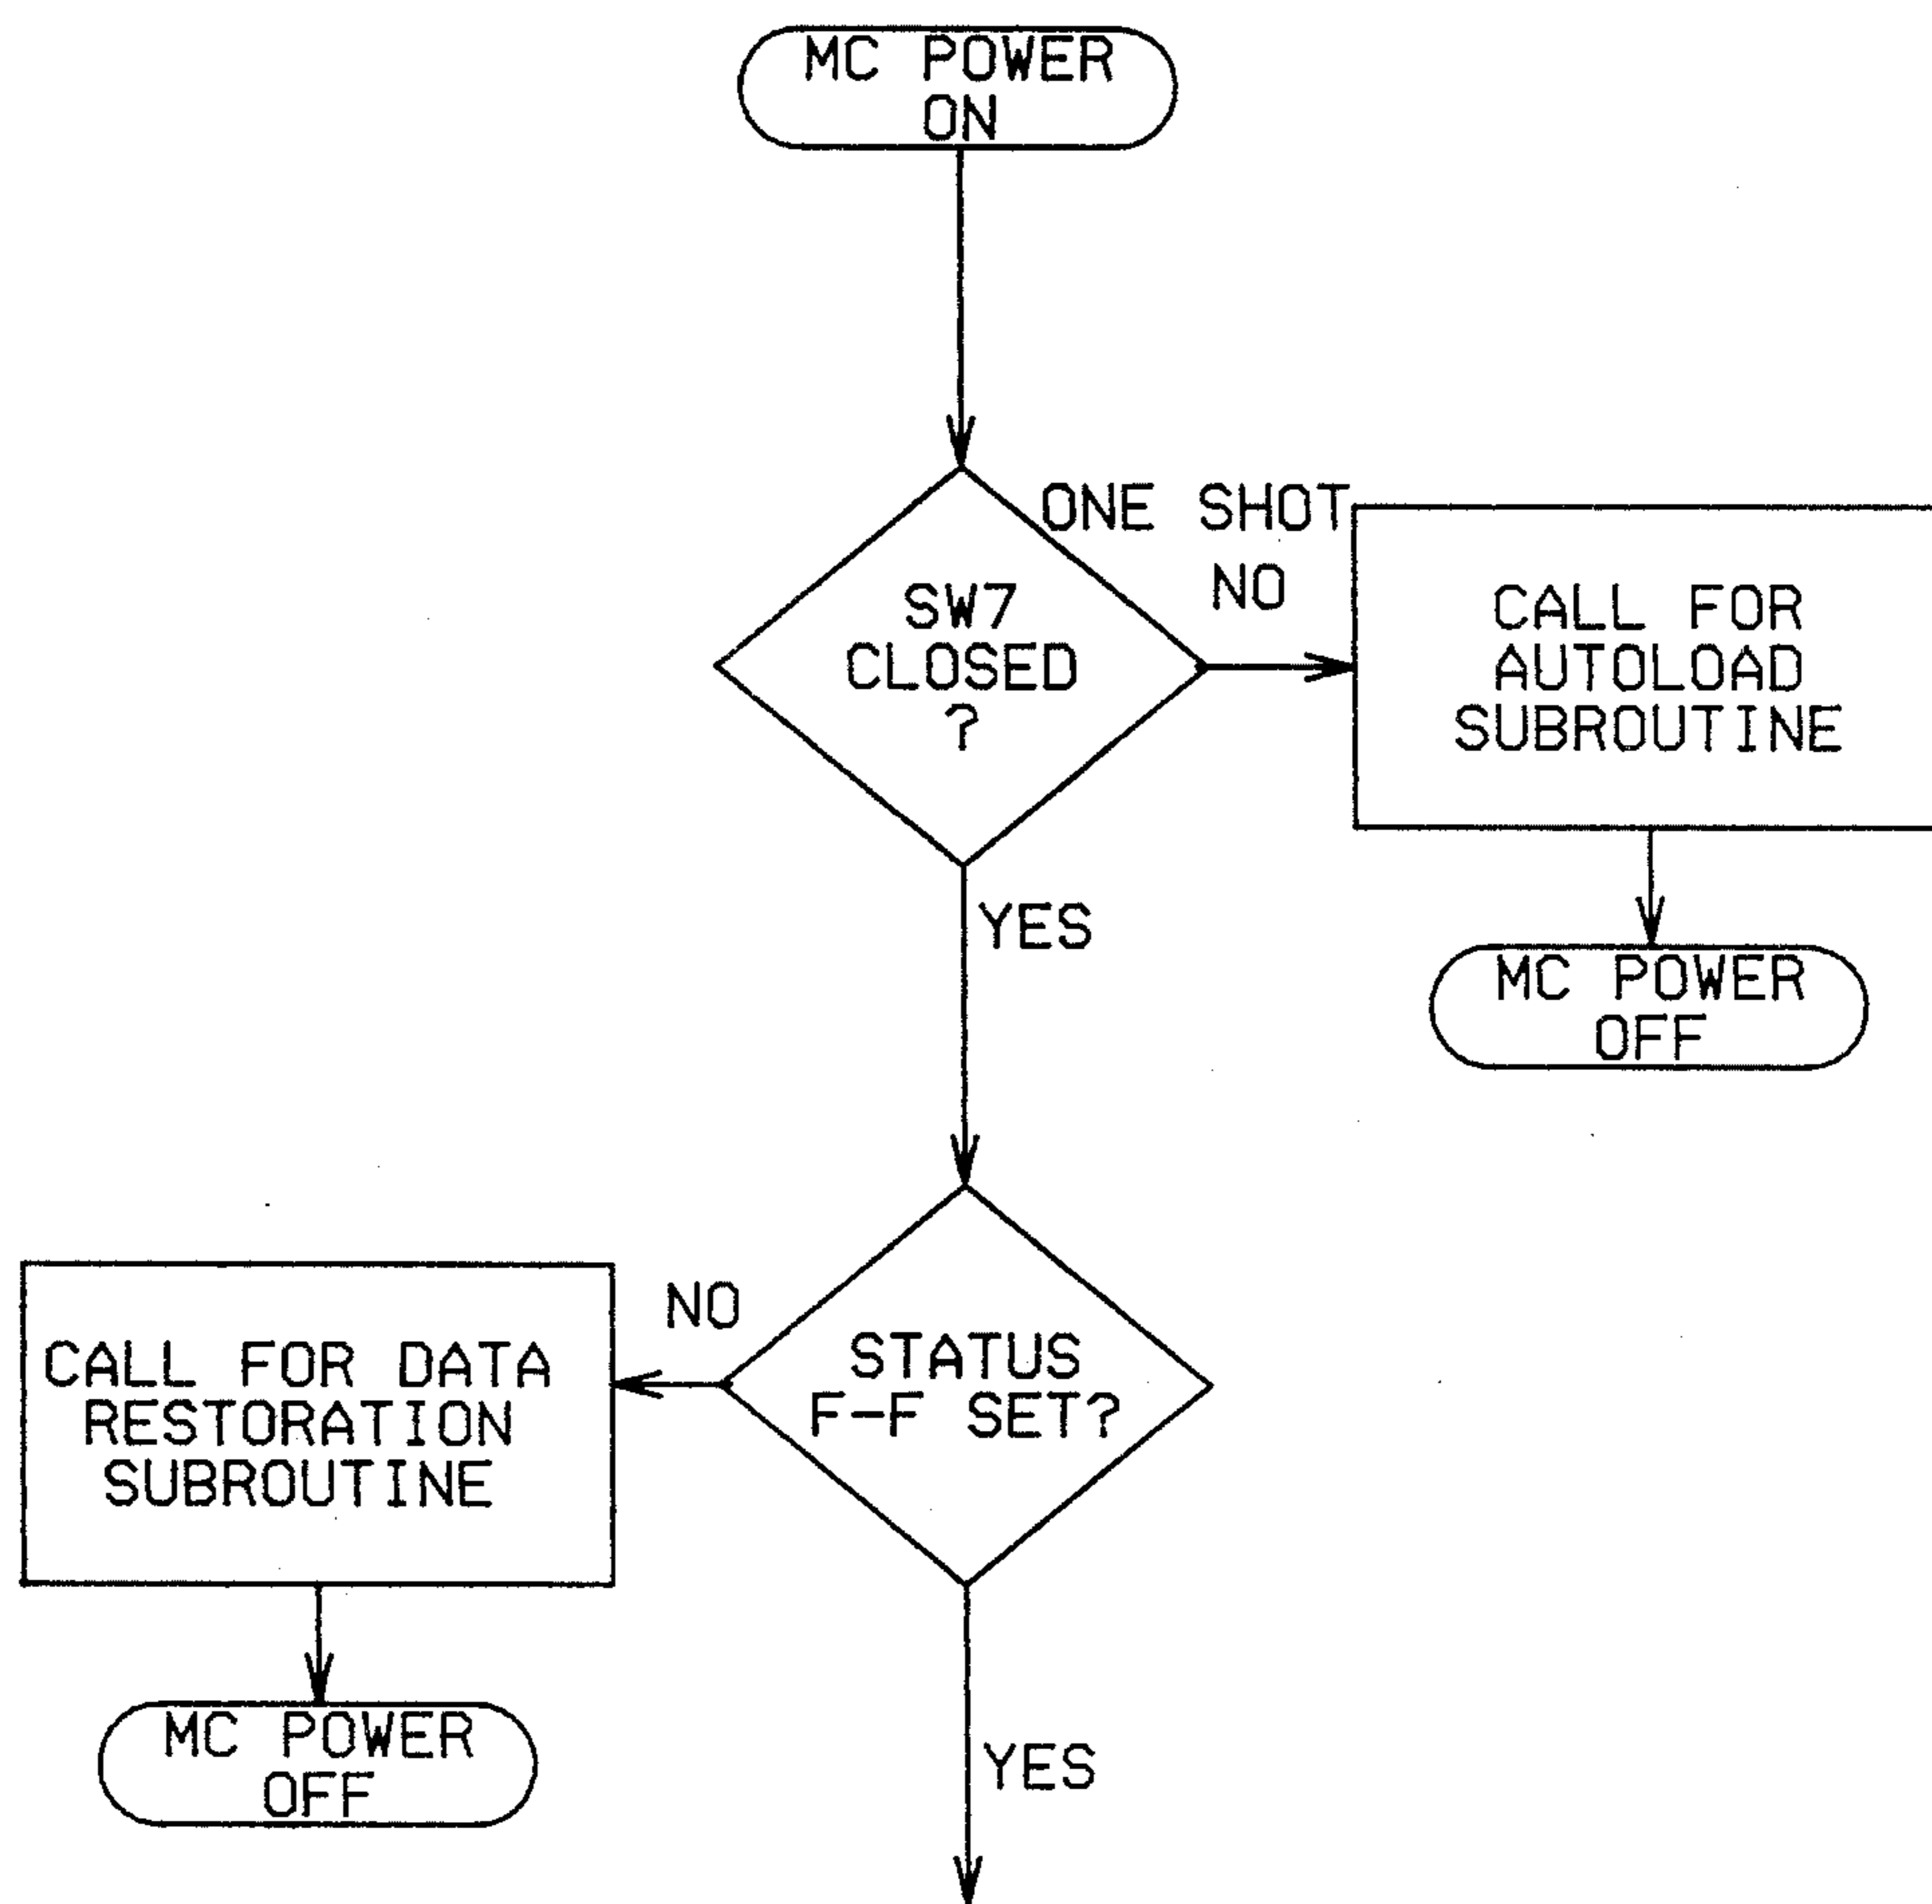 MC POWER
ON
ONE SHOT
NO
SW7
CLOSED
?
CALL FOR
AUTOLOAD
SUBROUTINE
YES
MC POWER
OFF
NO
STATUS
F-F SET?
CALL FOR DATA
RESTORATION
SUBROUTINE
MC POWER
OFF
YES